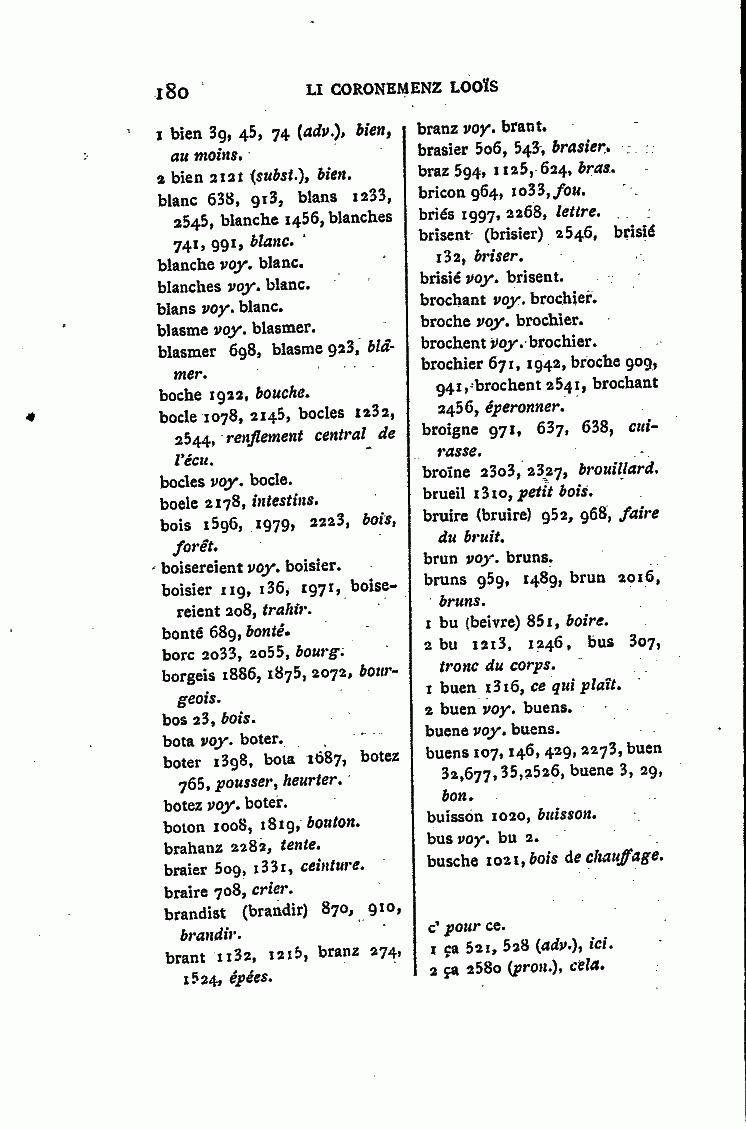 180
LI CORONEMENZ LOOÏS
1 bien 39, 45, 74 (adv.), bien,
au moins.
2 bien 2121 (subst.), bien.
blanc 638, 913, blans 1233,
2545, blanche 1456, blanches
741, 991, blanc.
blanche voy. blanc.
blanches voy. blanc.
blans voy. blanc.
blasme voy. blasmer.
blasmer 698, blasme 923, blâ-
mer.
boche 1922, bouche.
bocle 1078, 2145, bocles 1232,
2544, renflement central de
l'écu.
bocles voy. bocle.
boele 2178, intestins.
bois 1596, 1979, 2223, bois,
forêt.
boisereient voy. boisier.
boisier 119, 136, 1971, boise-
reient 208, trahir.
bonté 689, bonté.
borc 2033, 2055, bourg.
borgeis 1886, 1875, 2072, bour-
geois.
bos 23, bois.
bota voy. boter.
boter 1398, bota 1687, botez
765, pousser, heurter.
botez voy. boter.
boton 1008, 1819, bouton.
brahanz 2282, tente.
braier 509, 1331, ceinture.
braire 708, crier.
brandist (brandir) 870, 910,
brandir.
brant 1132, 1215, branz 274,
1524, épées.
branz voy. brant.
brasier 506, 543, brasier.
braz 594, 1125, 624, bras.
bricon 964, 1033, fou.
briés 1997, 2268, lettre.
brisent (brisier) 2546, brisié
132, briser.
brisié voy. brisent.
brochant voy. brochier.
broche voy. brochier.
brochent voy. brochier.
brochier 671, 1942, broche 909,
941, brochent 2541, brochant
2456, éperonner.
broigne 971, 637, 638, cui-
rasse.
broïne 2303, 2327, brouillard.
brueil 1310, petit bois.
bruire (bruire) 952, 968, faire
du bruit.
brun voy. bruns.
bruns 959, 1489, brun 2016,
bruns.
1 bu (beivre) 851, boire.
2 bu 1213, 1246, bus 307,
tronc du corps.
1 buen 1316, ce qui plaît.
2 buen voy. buens.
buene voy. buens.
buens 107, 146, 429, 2273, buen
32, 677, 35, 2526, buene 3, 29,
bon.
buisson 1020, buisson.
bus voy. bu 2.
busche 1021, bois de chauffage.
c' pour ce.
1 ça 521, 528 (adv.), ici.
2 ça 2580 (pron.), cela.